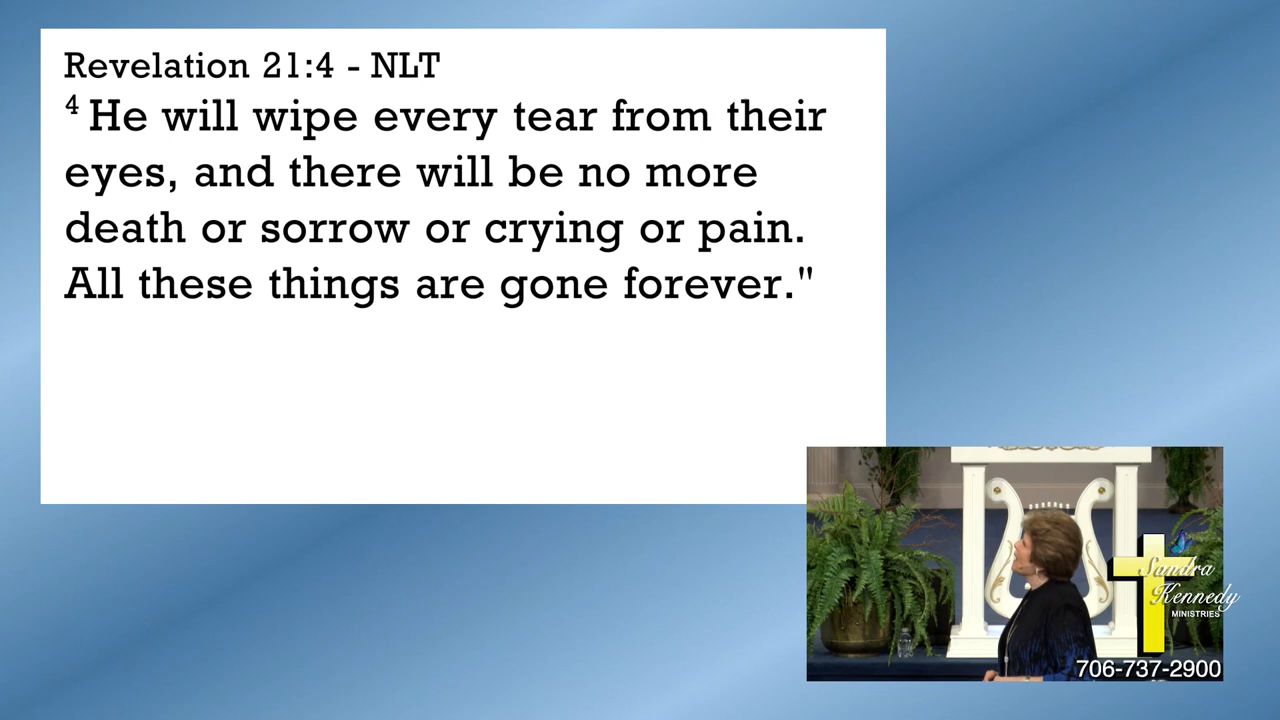 Revelation 21:4 - NLT
4 He will wipe every tear from their
eyes, and there will be no more
death or sorrow or crying or pain.
All these things are gone forever."
Sandra
Kennedy
MINISTRIES
706-737-2900